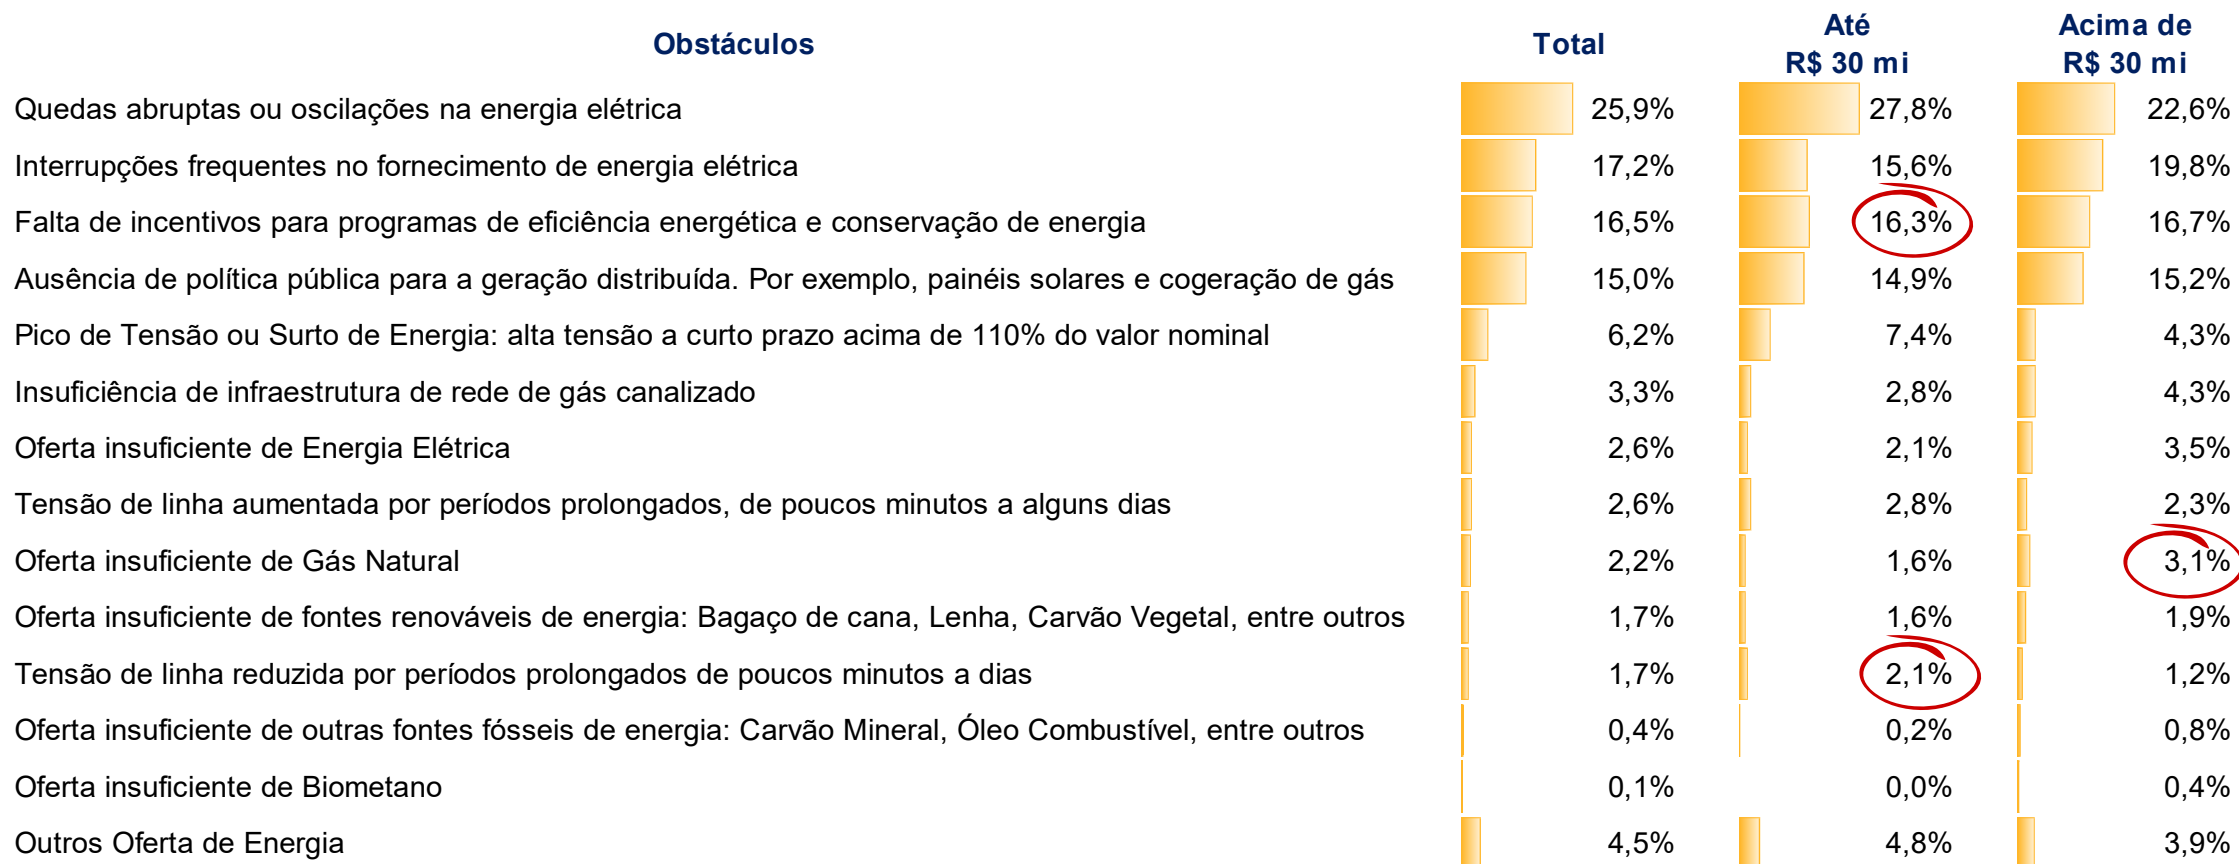 Obstáculos Total Até R$ 30 mi Acima de R$ 30 mi
Quedas abruptas ou oscilações na energia elétrica 25,9% 27,8% 22,6%
Interrupções frequentes no fornecimento de energia elétrica 17,2% 15,6% 19,8%
Falta de incentivos para programas de eficiência energética e conservação de energia 16,5% 16,3% 16,7%
Ausência de política pública para a geração distribuída. Por exemplo, painéis solares e cogeração de gás 15,0% 14,9% 15,2%
Pico de Tensão ou Surto de Energia: alta tensão a curto prazo acima de 110% do valor nominal 6,2% 7,4% 4,3%
Insuficiência de infraestrutura de rede de gás canalizado 3,3% 2,8% 4,3%
Oferta insuficiente de Energia Elétrica 2,6% 2,1% 3,5%
Tensão de linha aumentada por períodos prolongados, de poucos minutos a alguns dias 2,6% 2,8% 2,3%
Oferta insuficiente de Gás Natural 2,2% 1,6% 3,1%
Oferta insuficiente de fontes renováveis de energia: Bagaço de cana, Lenha, Carvão Vegetal, entre outros 1,7% 1,6% 1,9%
Tensão de linha reduzida por períodos prolongados de poucos minutos a dias 1,7% 2,1% 1,2%
Oferta insuficiente de outras fontes fósseis de energia: Carvão Mineral, Óleo Combustível, entre outros 0,4% 0,2% 0,8%
Oferta insuficiente de Biometano 0,1% 0,0% 0,4%
Outros Oferta de Energia 4,5% 4,8% 3,9%